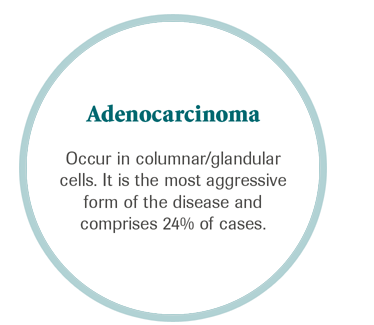 Adenocarcinoma
Occur in columnar/glandular
cells. It is the most aggressive
form of the disease and
comprises 24% of cases.